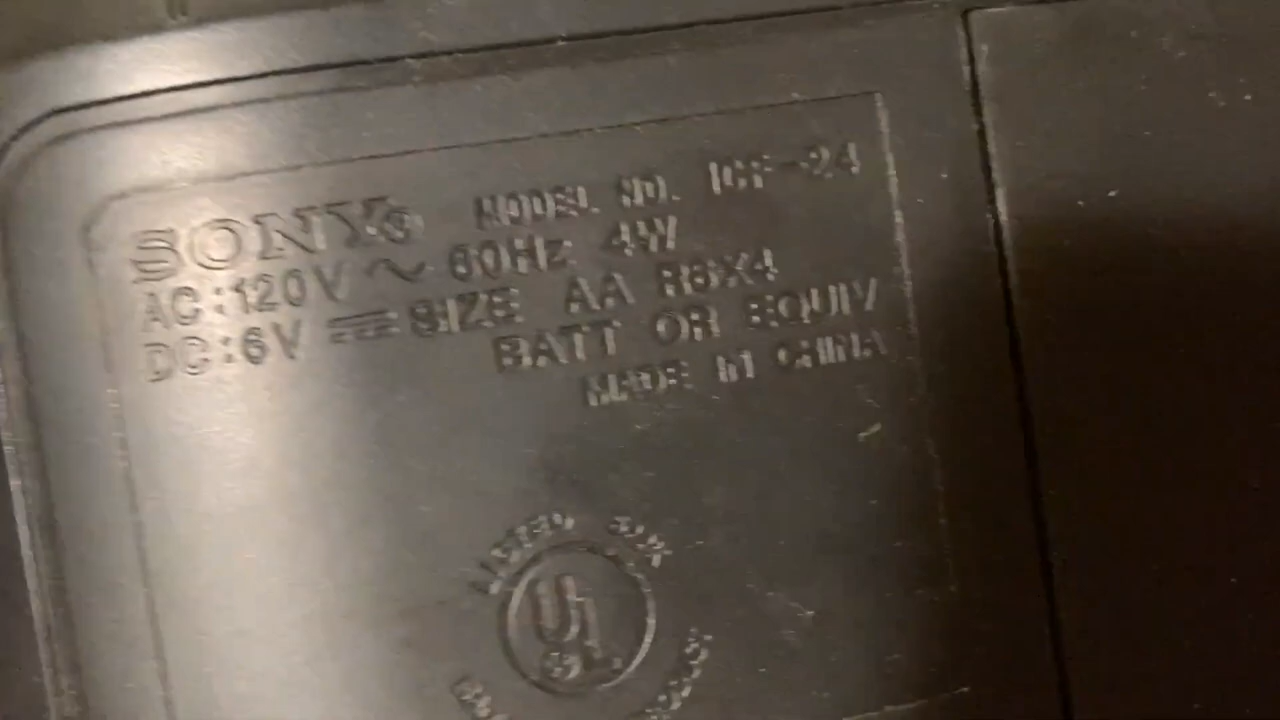 SONY® MODEL NO. ICF-24
AC:120V ~ 60Hz 4W
DC:6V ⎓ SIZE AA R6X4
BATT OR EQUIV
MADE IN CHINA
LISTED
UL